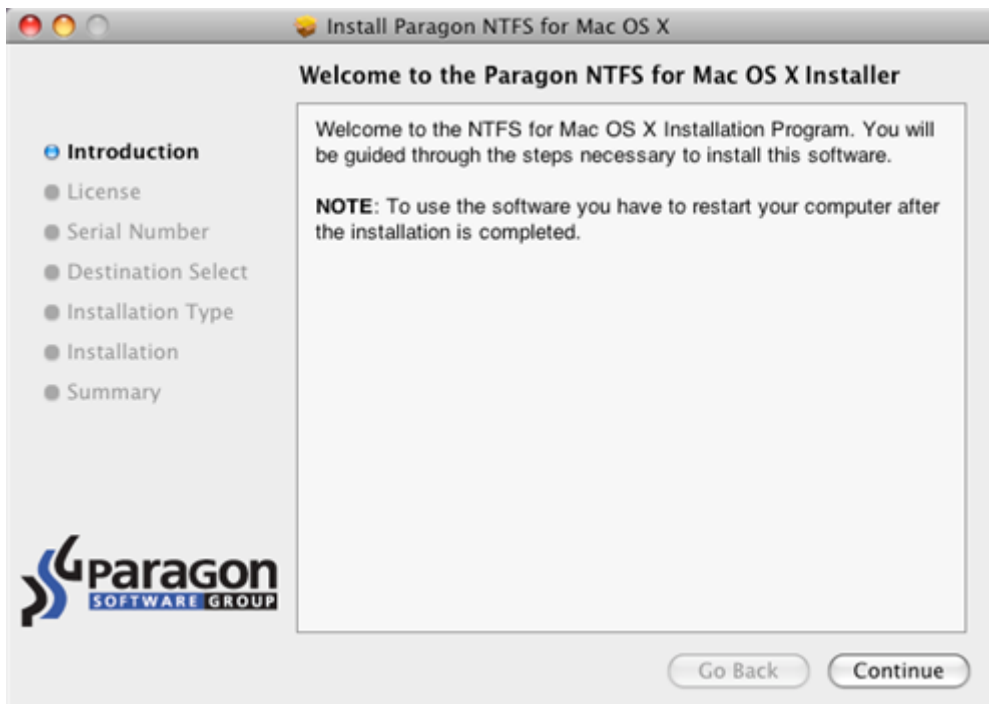 Install Paragon NTFS for Mac OS X
Welcome to the Paragon NTFS for Mac OS X Installer
Introduction
License
Serial Number
Destination Select
Installation Type
Installation
Summary
Welcome to the NTFS for Mac OS X Installation Program. You will
be guided through the steps necessary to install this software.
NOTE: To use the software you have to restart your computer after
the installation is completed.
Paragon
SOFTWARE GROUP
Go Back
Continue